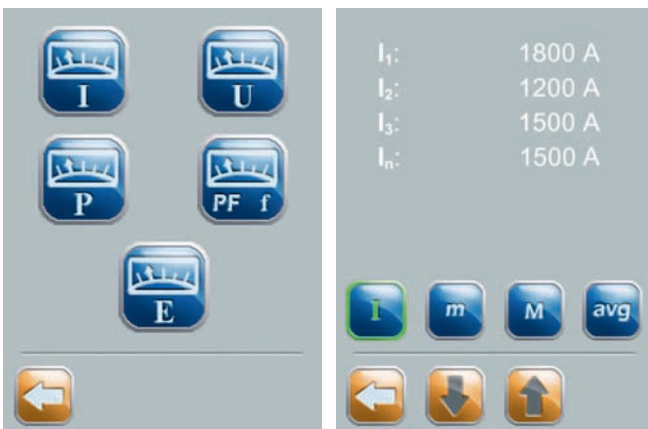 I U
P PF f
E
I₁: 1800 A
I₂: 1200 A
I₃: 1500 A
Iₙ: 1500 A
I m M avg